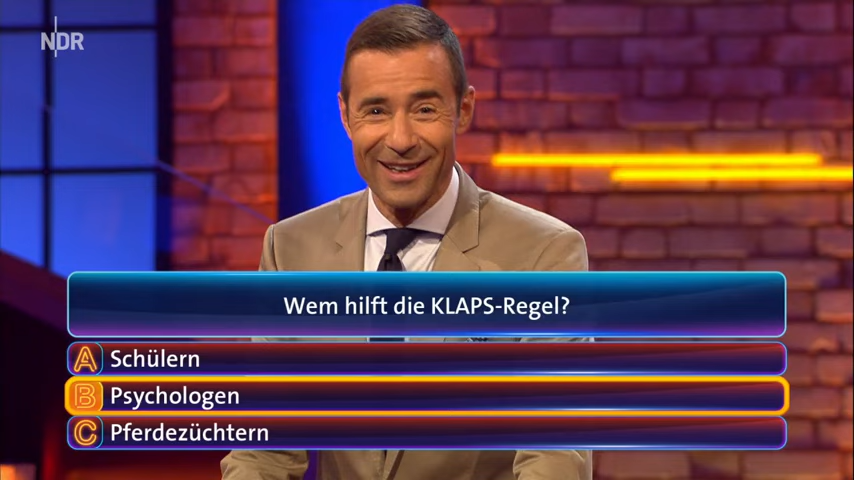 NDR
Wem hilft die KLAPS-Regel?
A Schülern
B Psychologen
C Pferdezüchtern